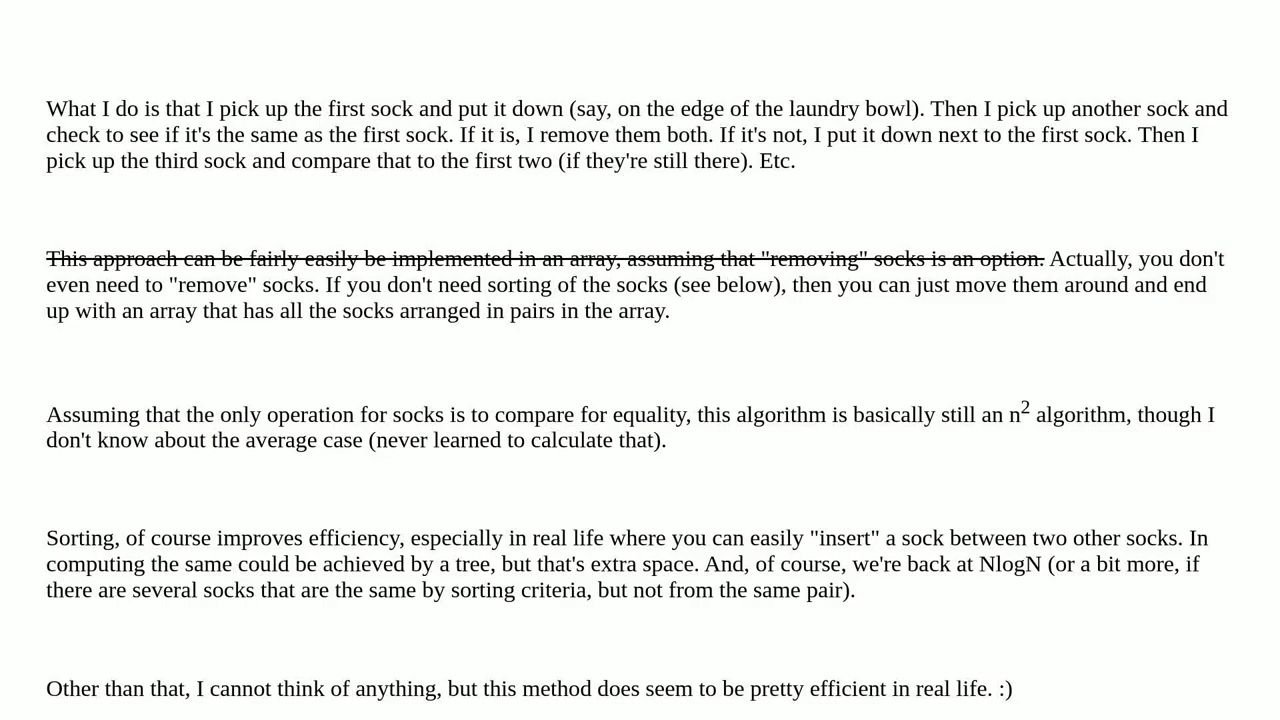 What I do is that I pick up the first sock and put it down (say, on the edge of the laundry bowl). Then I pick up another sock and
check to see if it's the same as the first sock. If it is, I remove them both. If it's not, I put it down next to the first sock. Then I
pick up the third sock and compare that to the first two (if they're still there). Etc.
This approach can be fairly easily be implemented in an array, assuming that "removing" socks is an option. Actually, you don't
even need to "remove" socks. If you don't need sorting of the socks (see below), then you can just move them around and end
up with an array that has all the socks arranged in pairs in the array.
Assuming that the only operation for socks is to compare for equality, this algorithm is basically still an n² algorithm, though I
don't know about the average case (never learned to calculate that).
Sorting, of course improves efficiency, especially in real life where you can easily "insert" a sock between two other socks. In
computing the same could be achieved by a tree, but that's extra space. And, of course, we're back at NlogN (or a bit more, if
there are several socks that are the same by sorting criteria, but not from the same pair).
Other than that, I cannot think of anything, but this method does seem to be pretty efficient in real life. :)